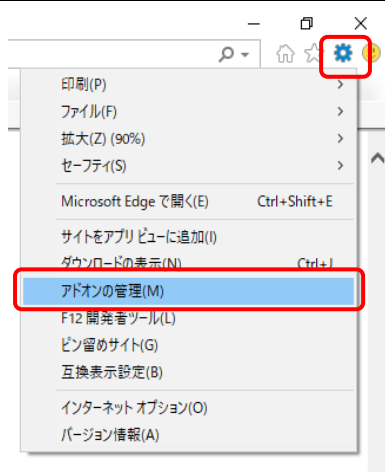 印刷(P)
ファイル(F)
拡大(Z) (90%)
セーフティ(S)
Microsoft Edge で開く(E) Ctrl+Shift+E
サイトをアプリ ビューに追加(I)
ダウンロードの表示(N) Ctrl+J
アドオンの管理(M)
F12 開発者ツール(L)
ピン留めサイト(G)
互換表示設定(B)
インターネット オプション(O)
バージョン情報(A)